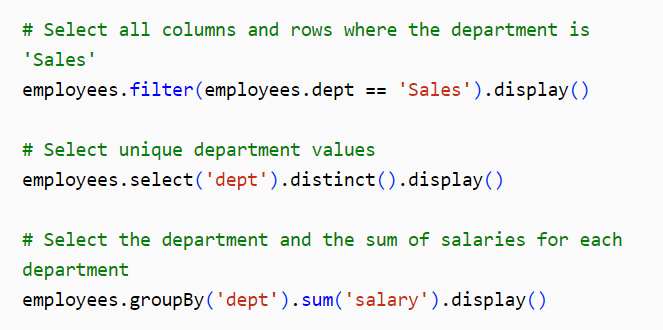 # Select all columns and rows where the department is
'Sales'
employees.filter(employees.dept == 'Sales').display()
# Select unique department values
employees.select('dept').distinct().display()
# Select the department and the sum of salaries for each
department
employees.groupBy('dept').sum('salary').display()